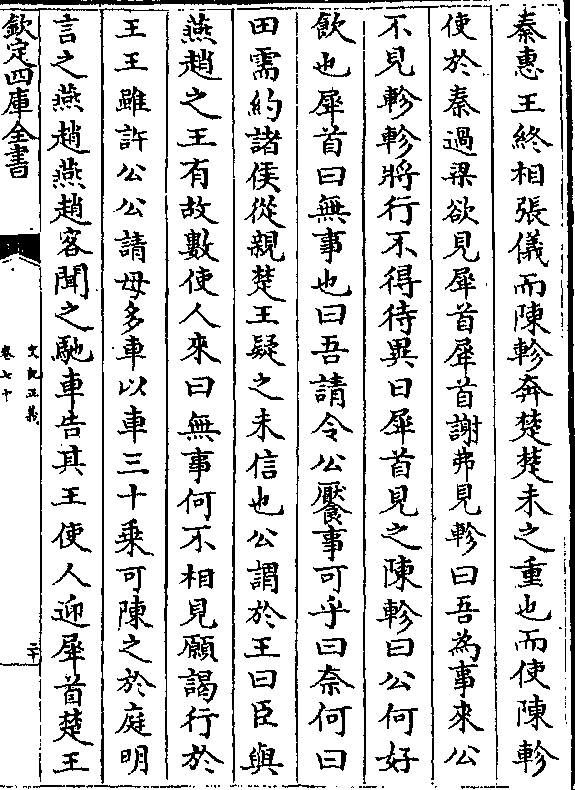 秦惠王終相張儀而陳軫奔楚楚未之重也而使陳軫
使於秦過梁欲見犀首犀首謝弗見軫曰吾為事來公
不見軫軫將行不得待異日犀首見之陳軫曰公何好
飲也犀首曰無事也曰吾請令公饜事可乎曰柰何曰
田需約諸侯從親楚王疑之未信也公謂於王曰臣與
燕趙之王有故數使人來曰無事何不相見願謁行於
王王雖許公公請毋多車以車三十乘可陳之於庭明
言之燕趙燕趙客聞之馳車告其王使人迎犀首楚王
欽定四庫全書
史記正義
卷七十
二十